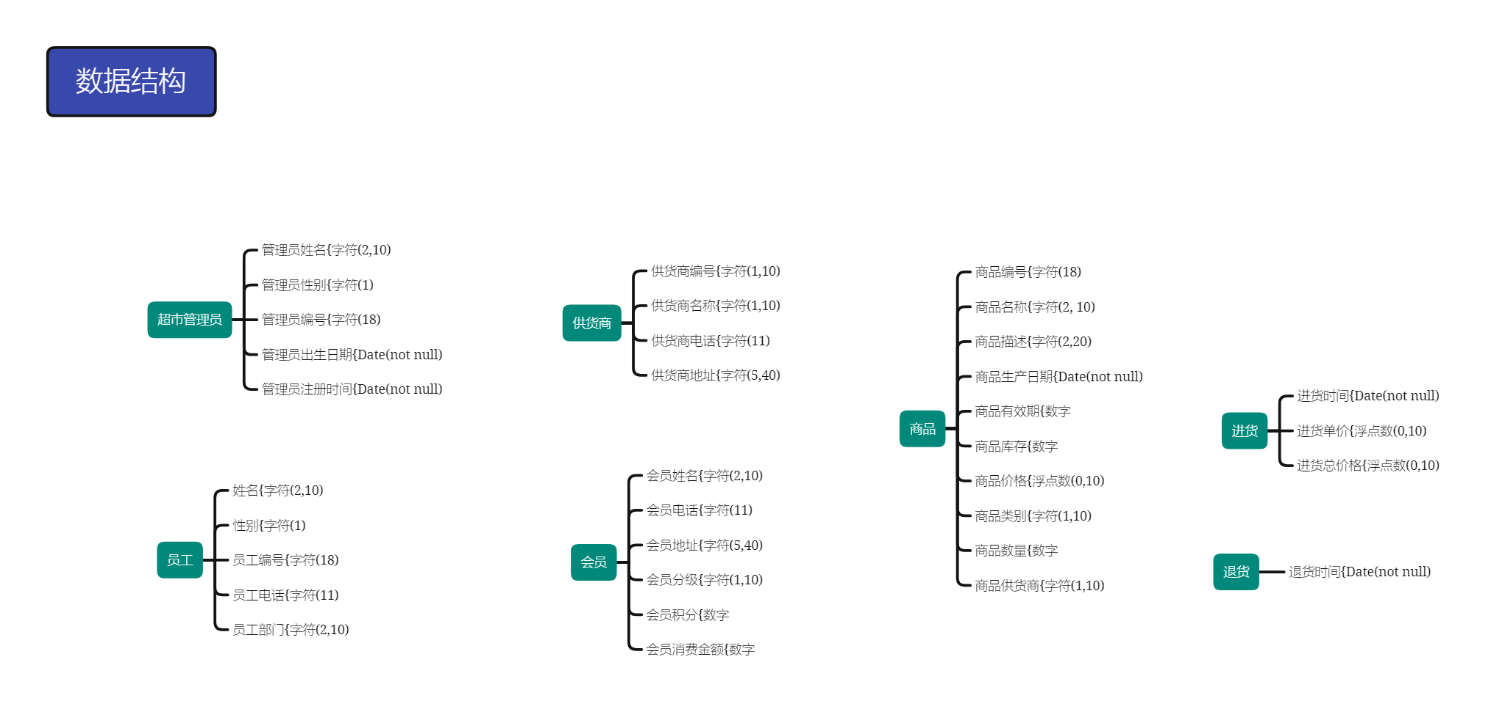 数据结构
超市管理员
管理员姓名{字符(2,10)
管理员性别{字符(1)
管理员编号{字符(18)
管理员出生日期{Date(not null)
管理员注册时间{Date(not null)
供货商
供货商编号{字符(1,10)
供货商名称{字符(1,10)
供货商电话{字符(11)
供货商地址{字符(5,40)
商品
商品编号{字符(18)
商品名称{字符(2, 10)
商品描述{字符(2,20)
商品生产日期{Date(not null)
商品有效期{数字
商品库存{数字
商品价格{浮点数(0,10)
商品类别{字符(1,10)
商品数量{数字
商品供货商{字符(1,10)
进货
进货时间{Date(not null)
进货单价{浮点数(0,10)
进货总价格{浮点数(0,10)
员工
姓名{字符(2,10)
性别{字符(1)
员工编号{字符(18)
员工电话{字符(11)
员工部门{字符(2,10)
会员
会员姓名{字符(2,10)
会员电话{字符(11)
会员地址{字符(5,40)
会员分级{字符(1,10)
会员积分{数字
会员消费金额{数字
退货
退货时间{Date(not null)